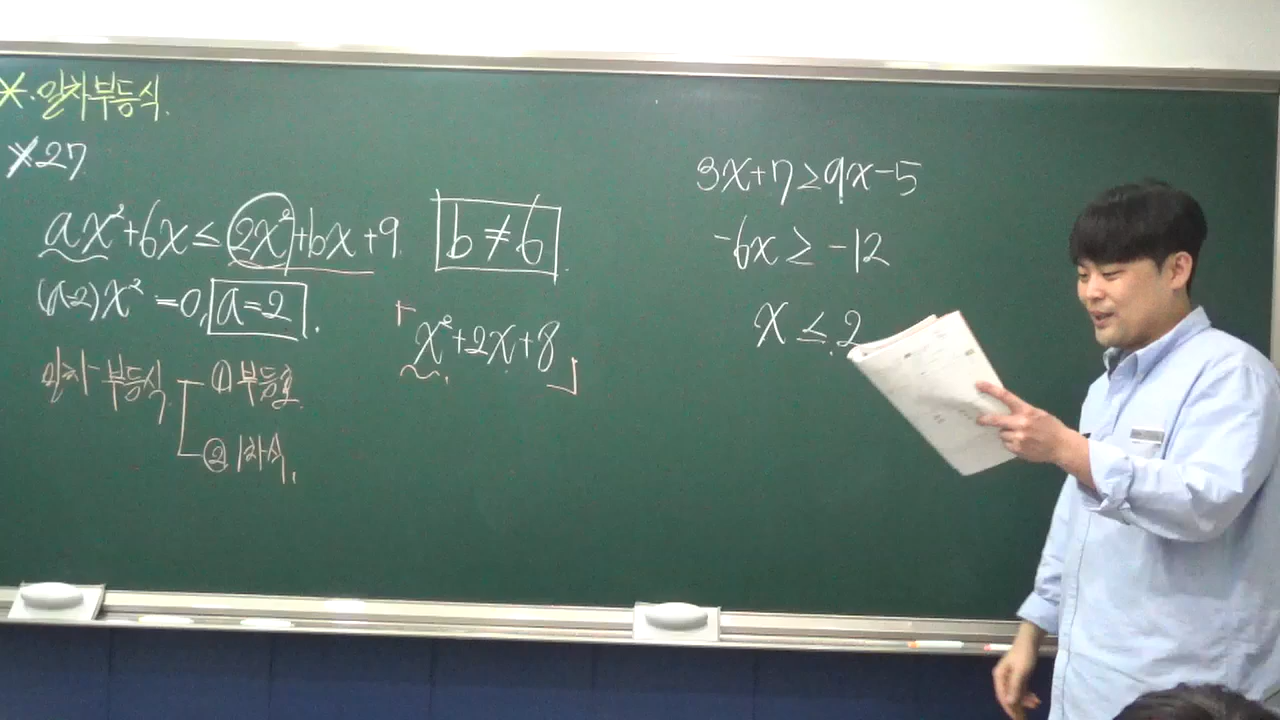 *. 일차부등식.
*27
ax²+6x ≤ 2x²+bx+9. b≠6
(a-2)x² =0, a=2.
일차부등식 ① 부등호
② 1차식.
「x²+2x+8」
3x+7≥9x-5
-6x ≥ -12
x ≤ 2